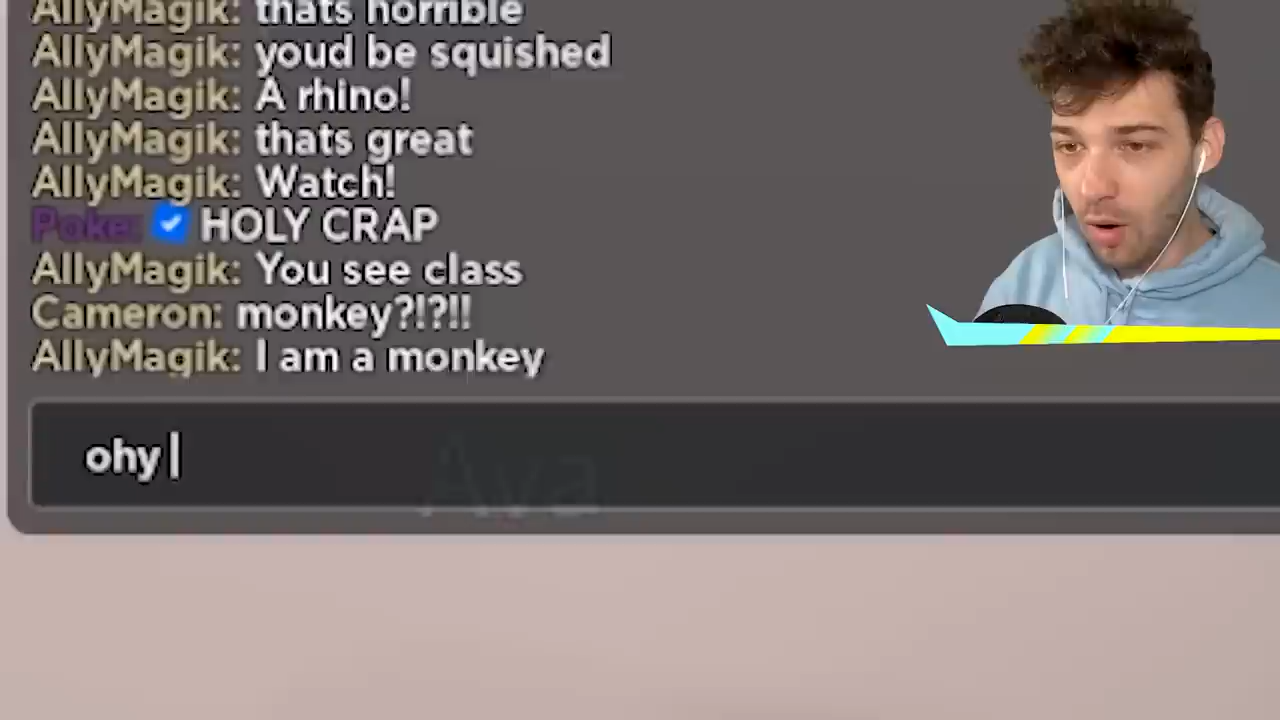 AllyMagik: thats horrible
AllyMagik: youd be squished
AllyMagik: A rhino!
AllyMagik: thats great
AllyMagik: Watch!
Poke: HOLY CRAP
AllyMagik: You see class
Cameron: monkey?!?!!
AllyMagik: I am a monkey
ohy
Ava